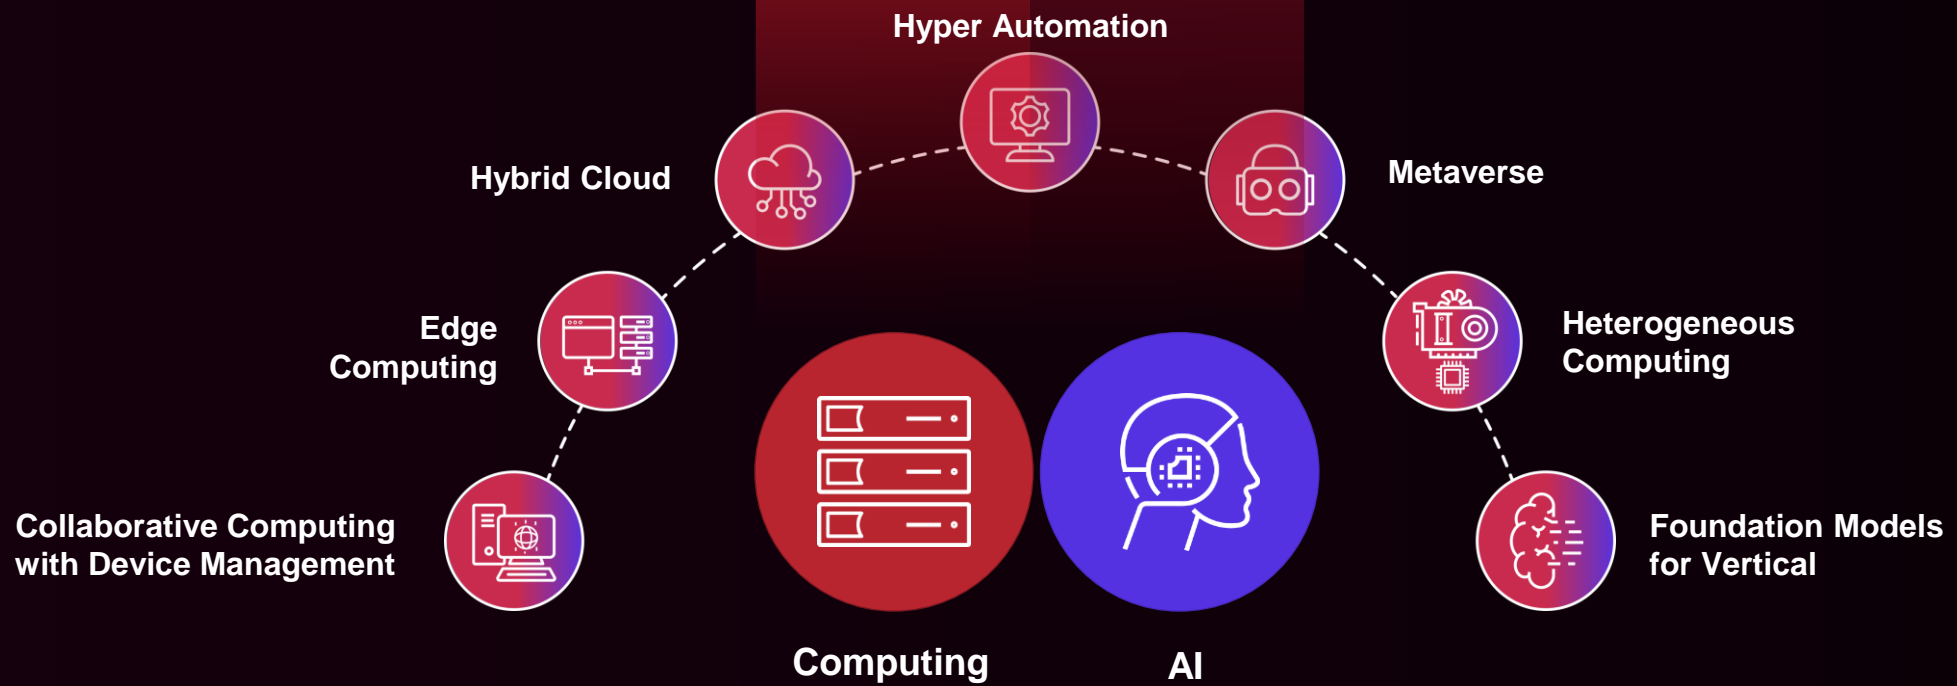 Hyper Automation
Hybrid Cloud
Metaverse
Edge
Computing
Heterogeneous
Computing
Collaborative Computing
with Device Management
Foundation Models
for Vertical
Computing
AI